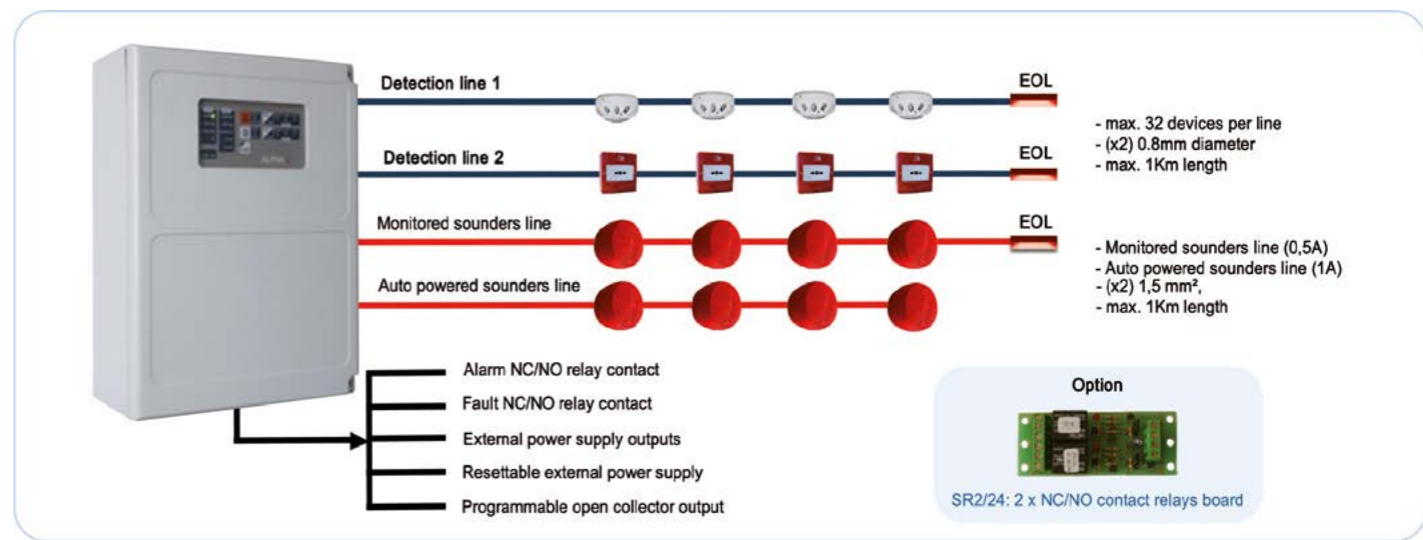 Detection line 1
EOL
- max. 32 devices per line
- (x2) 0.8mm diameter
- max. 1Km length
Detection line 2
EOL
Monitored sounders line
EOL
- Monitored sounders line (0,5A)
- Auto powered sounders line (1A)
- (x2) 1,5 mm²,
- max. 1Km length
Auto powered sounders line
ALPHA
Alarm NC/NO relay contact
Fault NC/NO relay contact
External power supply outputs
Resettable external power supply
Programmable open collector output
Option
SR2/24: 2 x NC/NO contact relays board